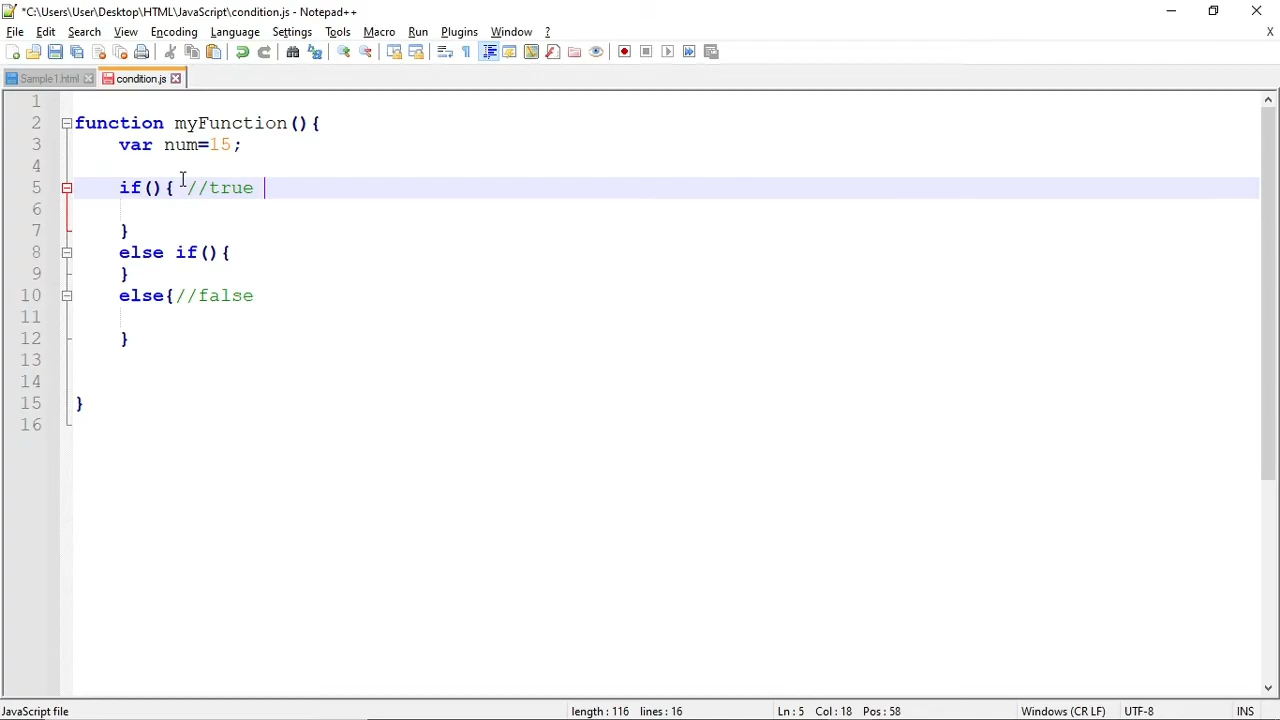 *C:\Users\User\Desktop\HTML\JavaScript\condition.js - Notepad++
File Edit Search View Encoding Language Settings Tools Macro Run Plugins Window ? X
Sample1.html condition.js
1
2 function myFunction(){
3 var num=15;
4
5 if(){ //true
6
7 }
8 else if(){
9 }
10 else{//false
11
12 }
13
14
15 }
16
JavaScript file length : 116 lines : 16 Ln : 5 Col : 18 Pos : 58 Windows (CR LF) UTF-8 INS